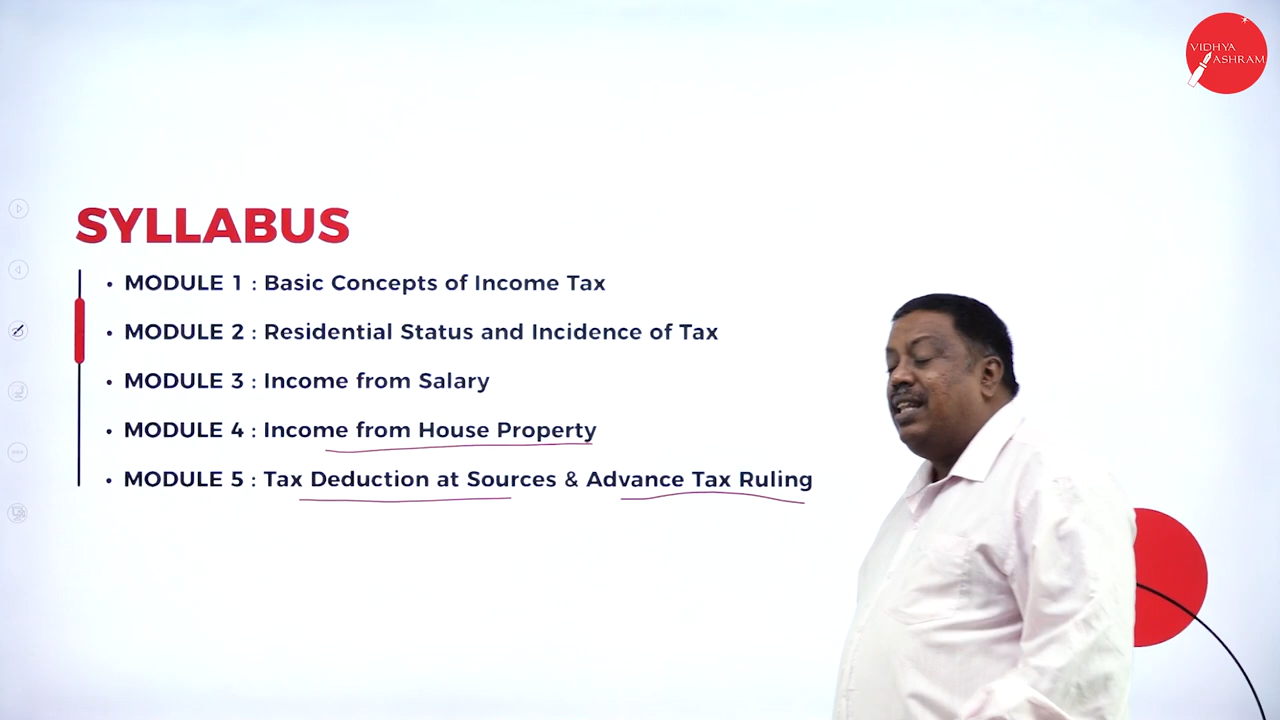 VIDHYA
ASHRAM
SYLLABUS
• MODULE 1 : Basic Concepts of Income Tax
• MODULE 2 : Residential Status and Incidence of Tax
• MODULE 3 : Income from Salary
• MODULE 4 : Income from House Property
• MODULE 5 : Tax Deduction at Sources & Advance Tax Ruling